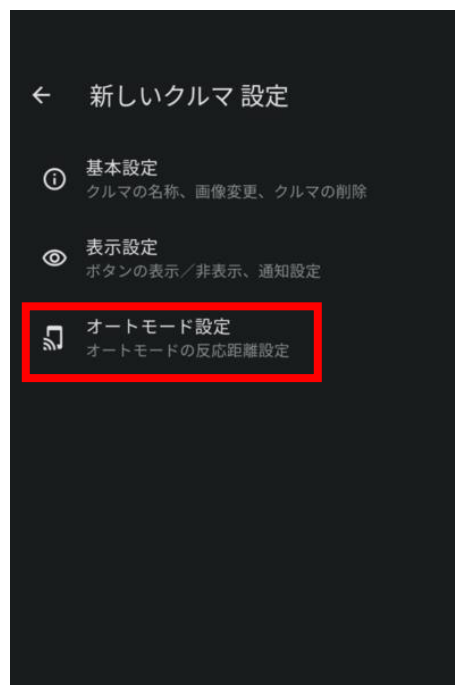 新しいクルマ 設定
基本設定
クルマの名称、画像変更、クルマの削除
表示設定
ボタンの表示／非表示、通知設定
オートモード設定
オートモードの反応距離設定